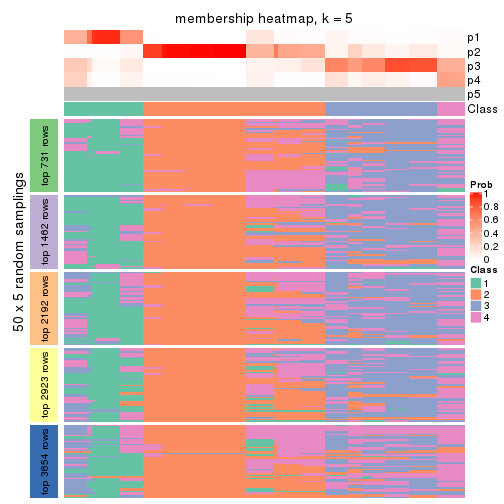 membership heatmap, k = 5
p1
p2
p3
p4
p5
Class
50 x 5 random samplings
top 731 rows
top 1462 rows
top 2192 rows
top 2923 rows
top 3654 rows
Prob
1
0.8
0.6
0.4
0.2
0
Class
1
2
3
4